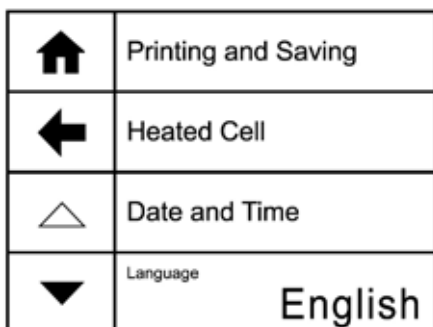 Printing and Saving
Heated Cell
Date and Time
Language
English